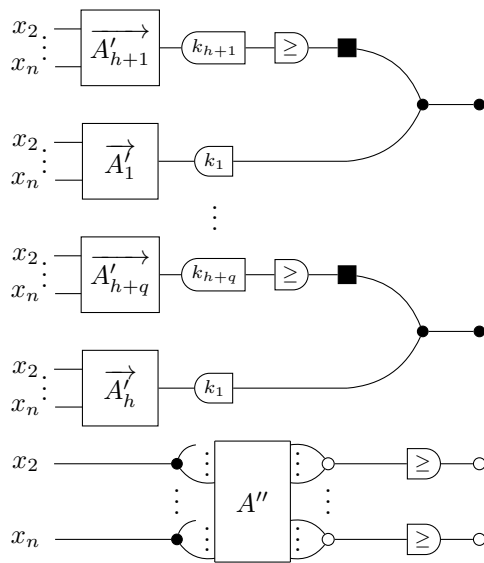 x₂
⋮ A⃗′ₕ₊₁ kₕ₊₁ ≥
xₙ
x₂
⋮ A⃗′₁ k₁
xₙ
⋮
x₂
⋮ A⃗′ₕ₊q kₕ₊q ≥
xₙ
x₂
⋮ A⃗′ₕ k₁
xₙ
x₂ ⋮ ⋮ ≥
⋮ A′′ ⋮
xₙ ⋮ ⋮ ≥